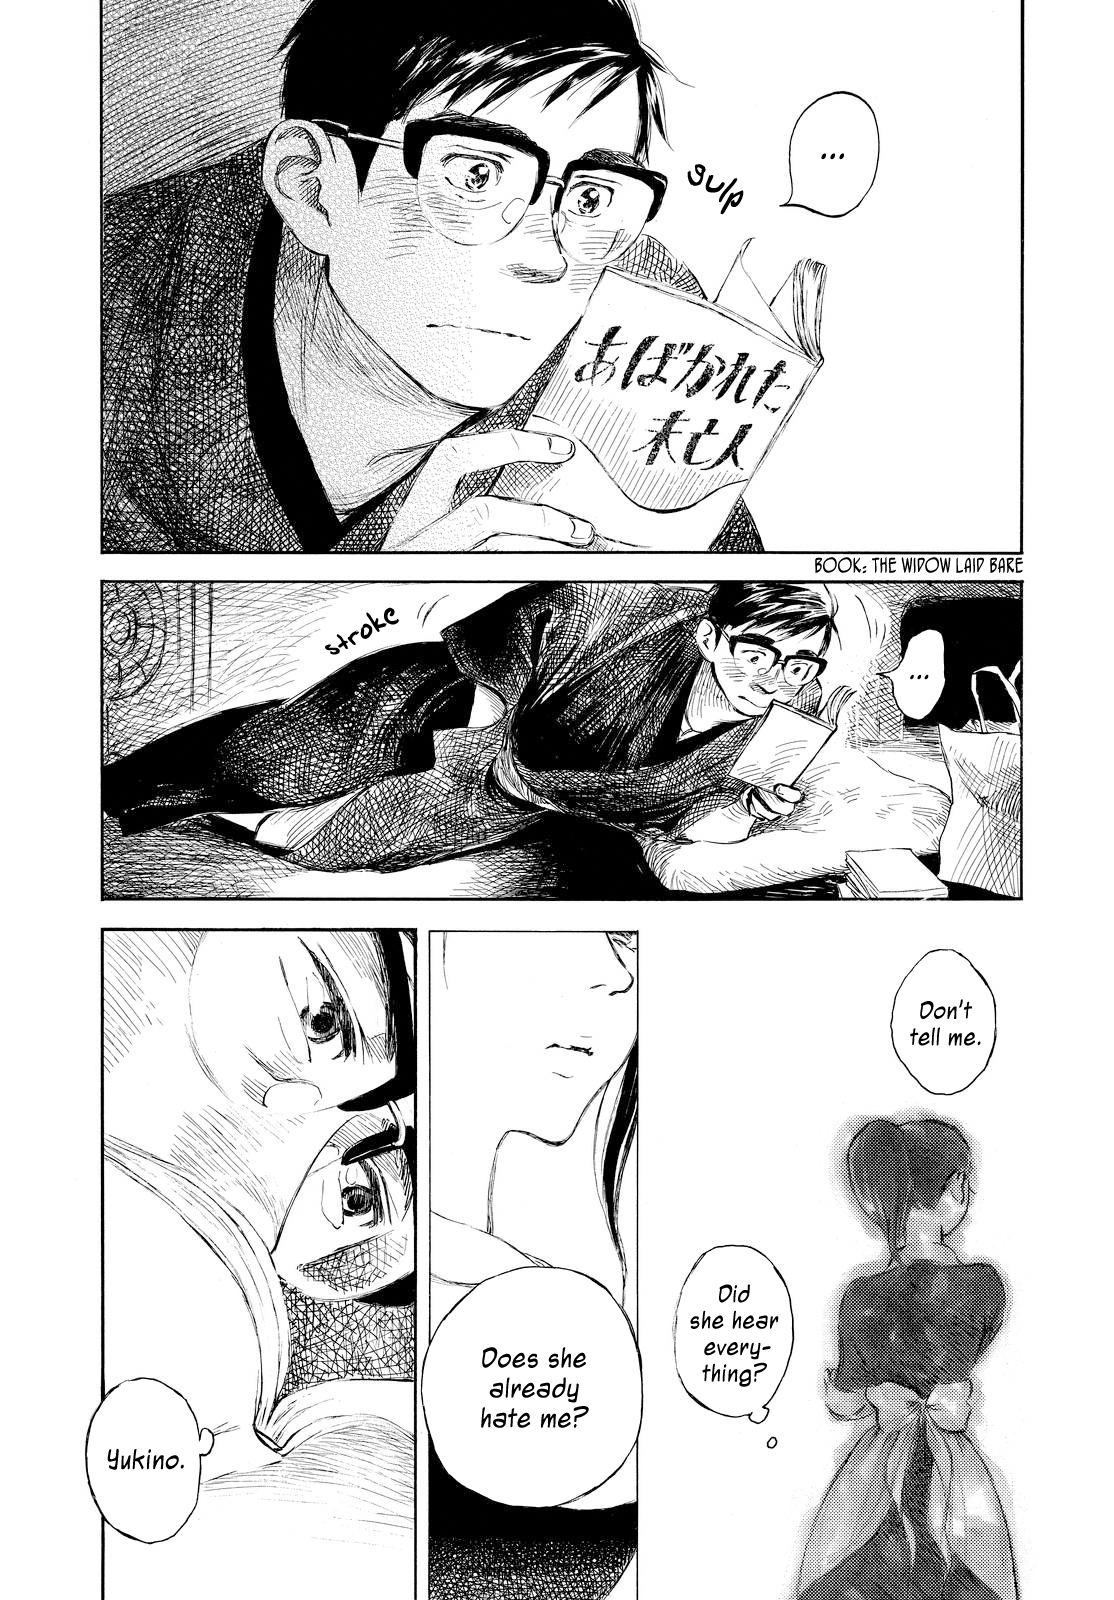 ...
gulp
あばかれた
未亡人
BOOK: THE WIDOW LAID BARE
stroke
...
Don't
tell me.
Did
she hear
every-
thing?
Does she
already
hate me?
Yukino.